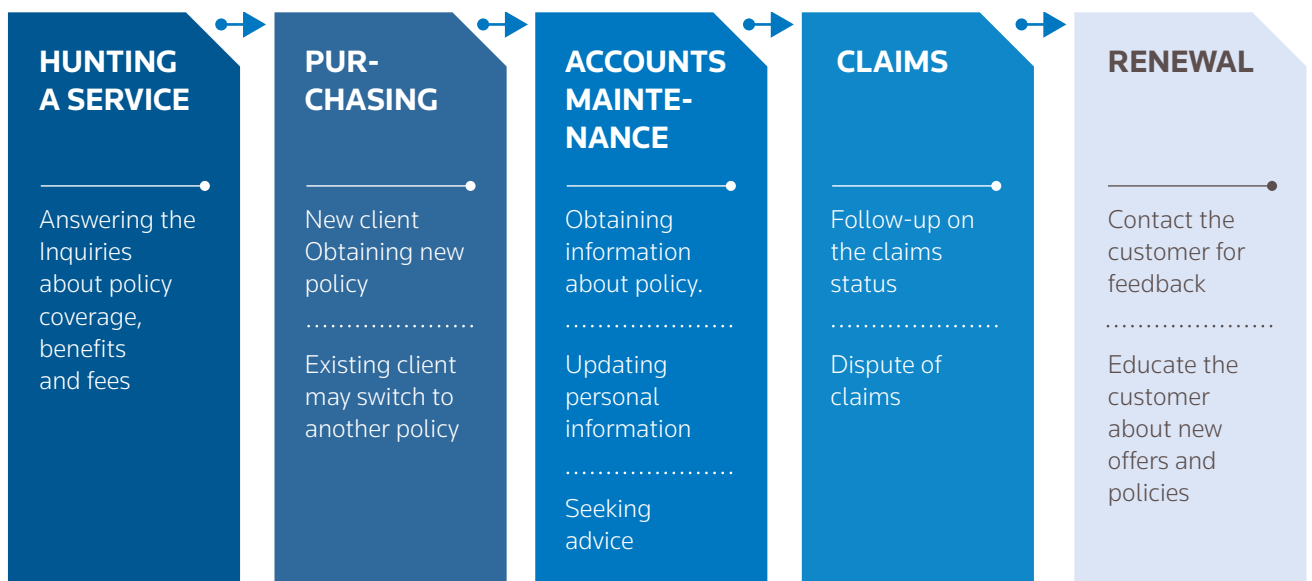 HUNTING
A SERVICE
Answering the
Inquiries
about policy
coverage,
benefits
and fees
PUR-
CHASING
New client
Obtaining new
policy
Existing client
may switch to
another policy
ACCOUNTS
MAINTE-
NANCE
Obtaining
information
about policy.
Updating
personal
information
Seeking
advice
CLAIMS
Follow-up on
the claims
status
Dispute of
claims
RENEWAL
Contact the
customer for
feedback
Educate the
customer
about new
offers and
policies